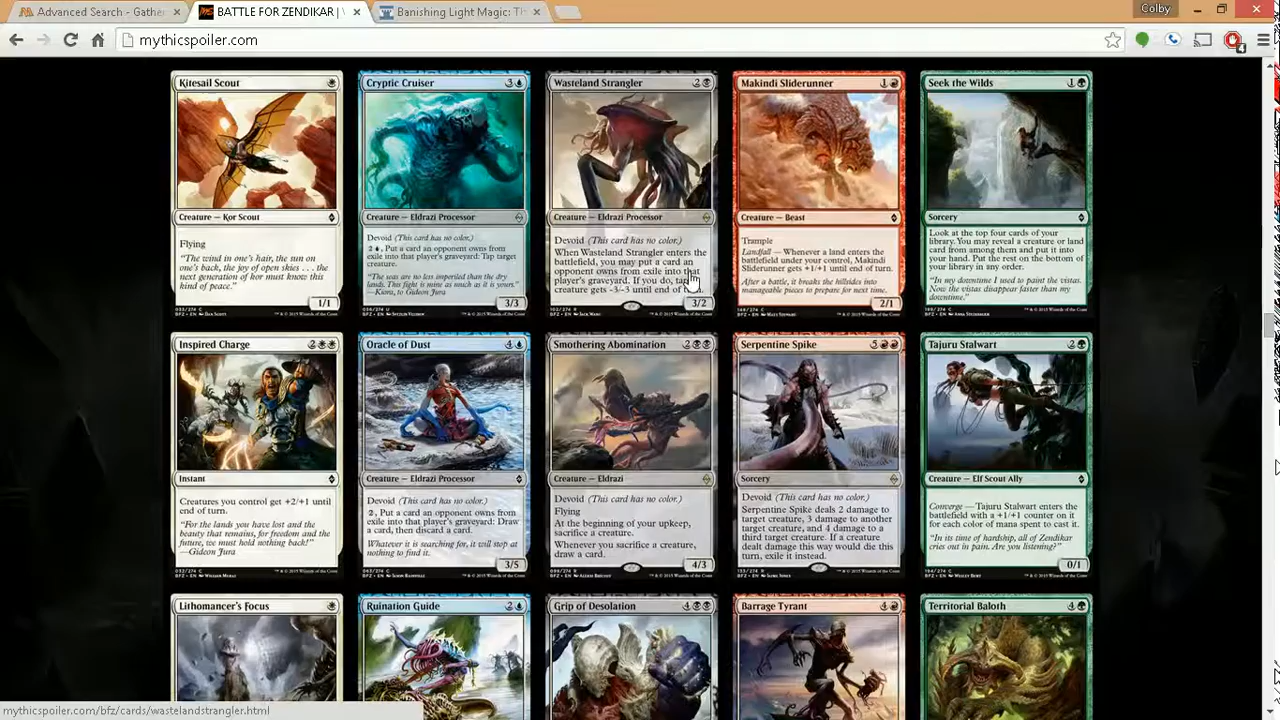 Advanced Search - Gather
BATTLE FOR ZENDIKAR | \
Banishing Light Magic: Th
Colby
mythicspoiler.com
4
Kitesail Scout
Creature — Kor Scout
Flying
"The wind in one's hair, the sun on
one's back, the joy of open skies . . . the
next generation of kor must know this
kind of peace."
1/1
Cryptic Cruiser 3
Creature — Eldrazi Processor
Devoid (This card has no color.)
2 , Put a card an opponent owns from
exile into that player's graveyard: Tap target
creature.
"The seas are no less imperiled than the dry
lands. This fight is mine as much as it is yours."
—Kiora, to Gideon Jura
3/3
Wasteland Strangler 2
Creature — Eldrazi Processor
Devoid (This card has no color.)
When Wasteland Strangler enters the
battlefield, you may put a card an
opponent owns from exile into that
player's graveyard. If you do,
creature gets -3/-3 until end of
3/2
Makindi Sliderunner 1
Creature — Beast
Trample
Landfall — Whenever a land enters the
battlefield under your control, Makindi
Sliderunner gets +1/+1 until end of turn.
After a battle, it breaks the hillsides into
manageable pieces to prepare for next time.
2/1
Seek the Wilds 1
Sorcery
Look at the top four cards of your
library. You may reveal a creature or land
card from among them and put it into
your hand. Put the rest on the bottom
of your library in any order.
"In my downtime I used to paint the vistas.
Now the vistas disappear faster than my
downtime."
Inspired Charge 2
Instant
Creatures you control get +2/+1 until
end of turn.
"For the lands you have lost and the
beauty that remains, for freedom and the
future, we must hold nothing back!"
—Gideon Jura
Oracle of Dust 4
Creature — Eldrazi Processor
Devoid (This card has no color.)
2, Put a card an opponent owns from
exile into that player's graveyard: Draw
a card, then discard a card.
Whatever it is searching for, it will stop at
nothing to find it.
3/5
Smothering Abomination 2
Creature — Eldrazi
Devoid (This card has no color.)
Flying
At the beginning of your upkeep,
sacrifice a creature.
Whenever you sacrifice a creature,
draw a card.
4/3
Serpentine Spike 5
Sorcery
Devoid (This card has no color.)
Serpentine Spike deals 2 damage to
target creature, 3 damage to another
target creature, and 4 damage to a
third target creature. If a creature
dealt damage this way would die this
turn, exile it instead.
Tajuru Stalwart 2
Creature — Elf Scout Ally
Converge — Tajuru Stalwart enters the
battlefield with a +1/+1 counter on it
for each color of mana spent to cast it.
"In its time of hardship, all of Zendikar
cries out in pain. Are you listening?"
0/1
Lithomancer's Focus
Ruination Guide 2
Grip of Desolation 4
Barrage Tyrant 4
Territorial Baloth 4
mythicspoiler.com/bfz/cards/wastelandstrangler.html